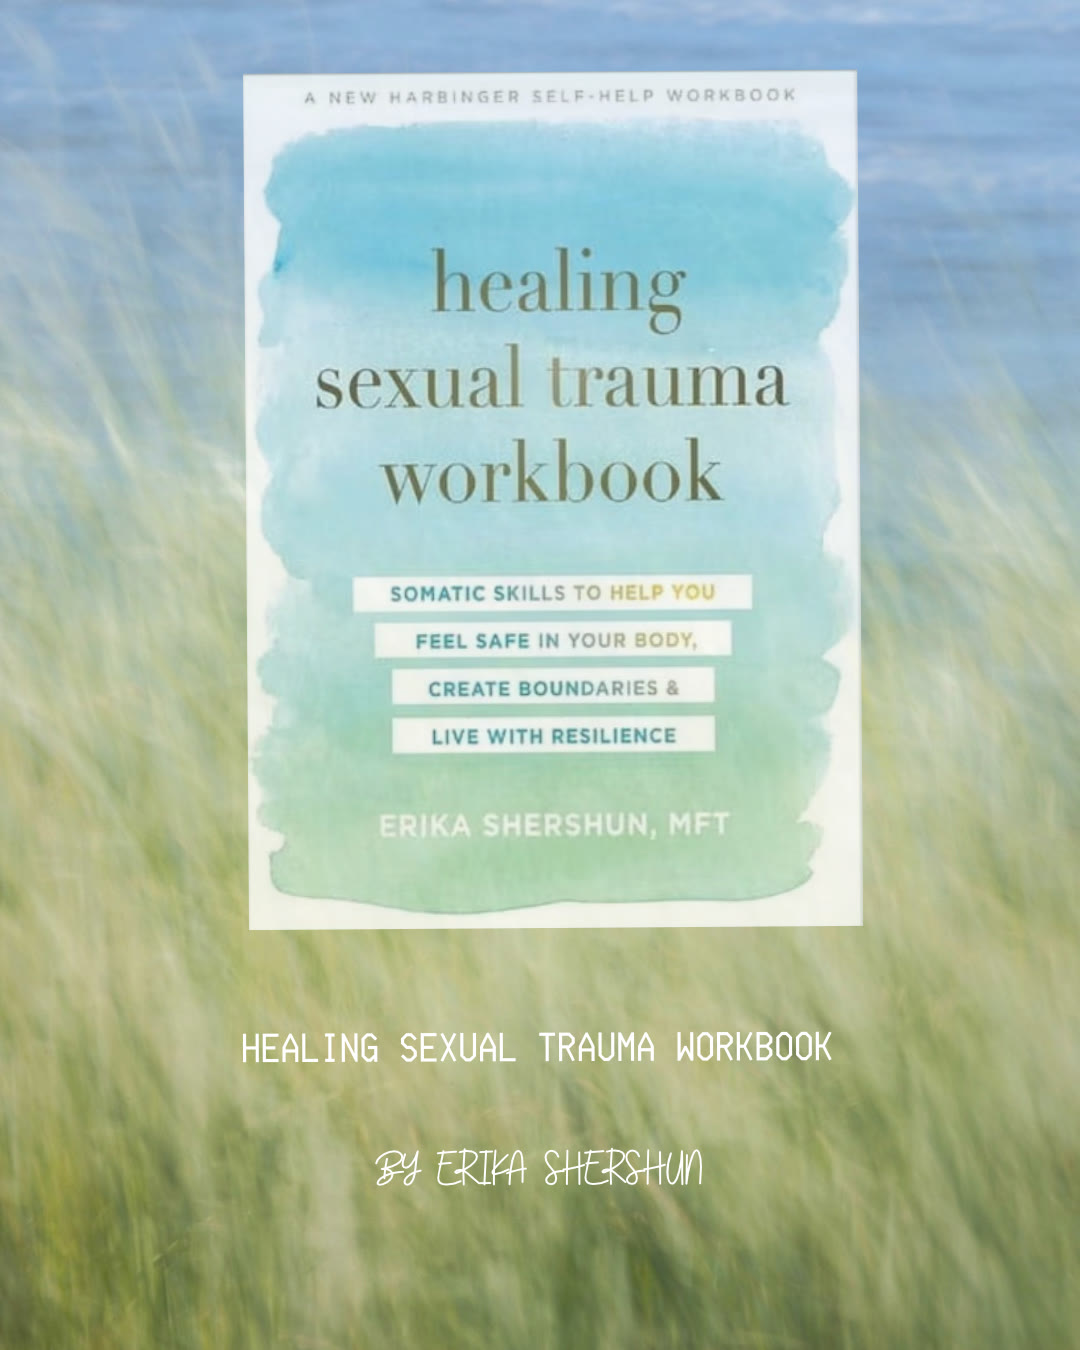 A NEW HARBINGER SELF-HELP WORKBOOK
healing
sexual trauma
workbook
SOMATIC SKILLS TO HELP YOU
FEEL SAFE IN YOUR BODY,
CREATE BOUNDARIES &
LIVE WITH RESILIENCE
ERIKA SHERSHUN, MFT
HEALING SEXUAL TRAUMA WORKBOOK
BY ERIKA SHERSHUN